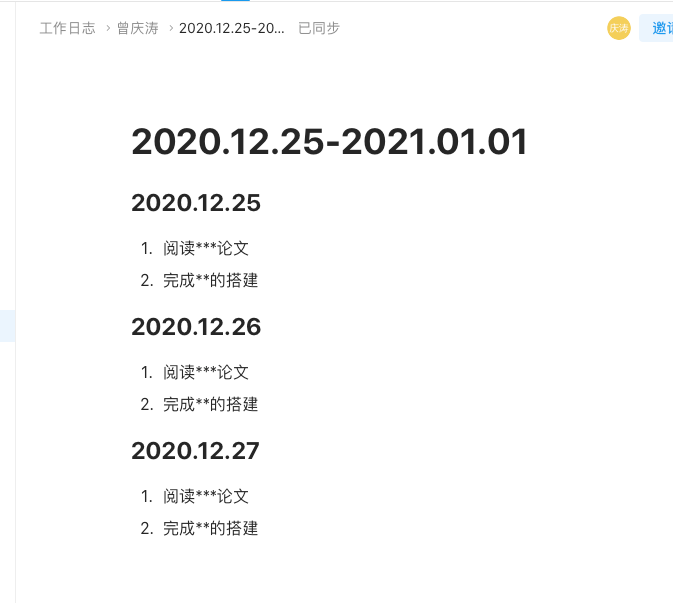 工作日志 > 曾庆涛 > 2020.12.25-20... 已同步 庆涛
2020.12.25-2021.01.01
2020.12.25
1. 阅读***论文
2. 完成**的搭建
2020.12.26
1. 阅读***论文
2. 完成**的搭建
2020.12.27
1. 阅读***论文
2. 完成**的搭建